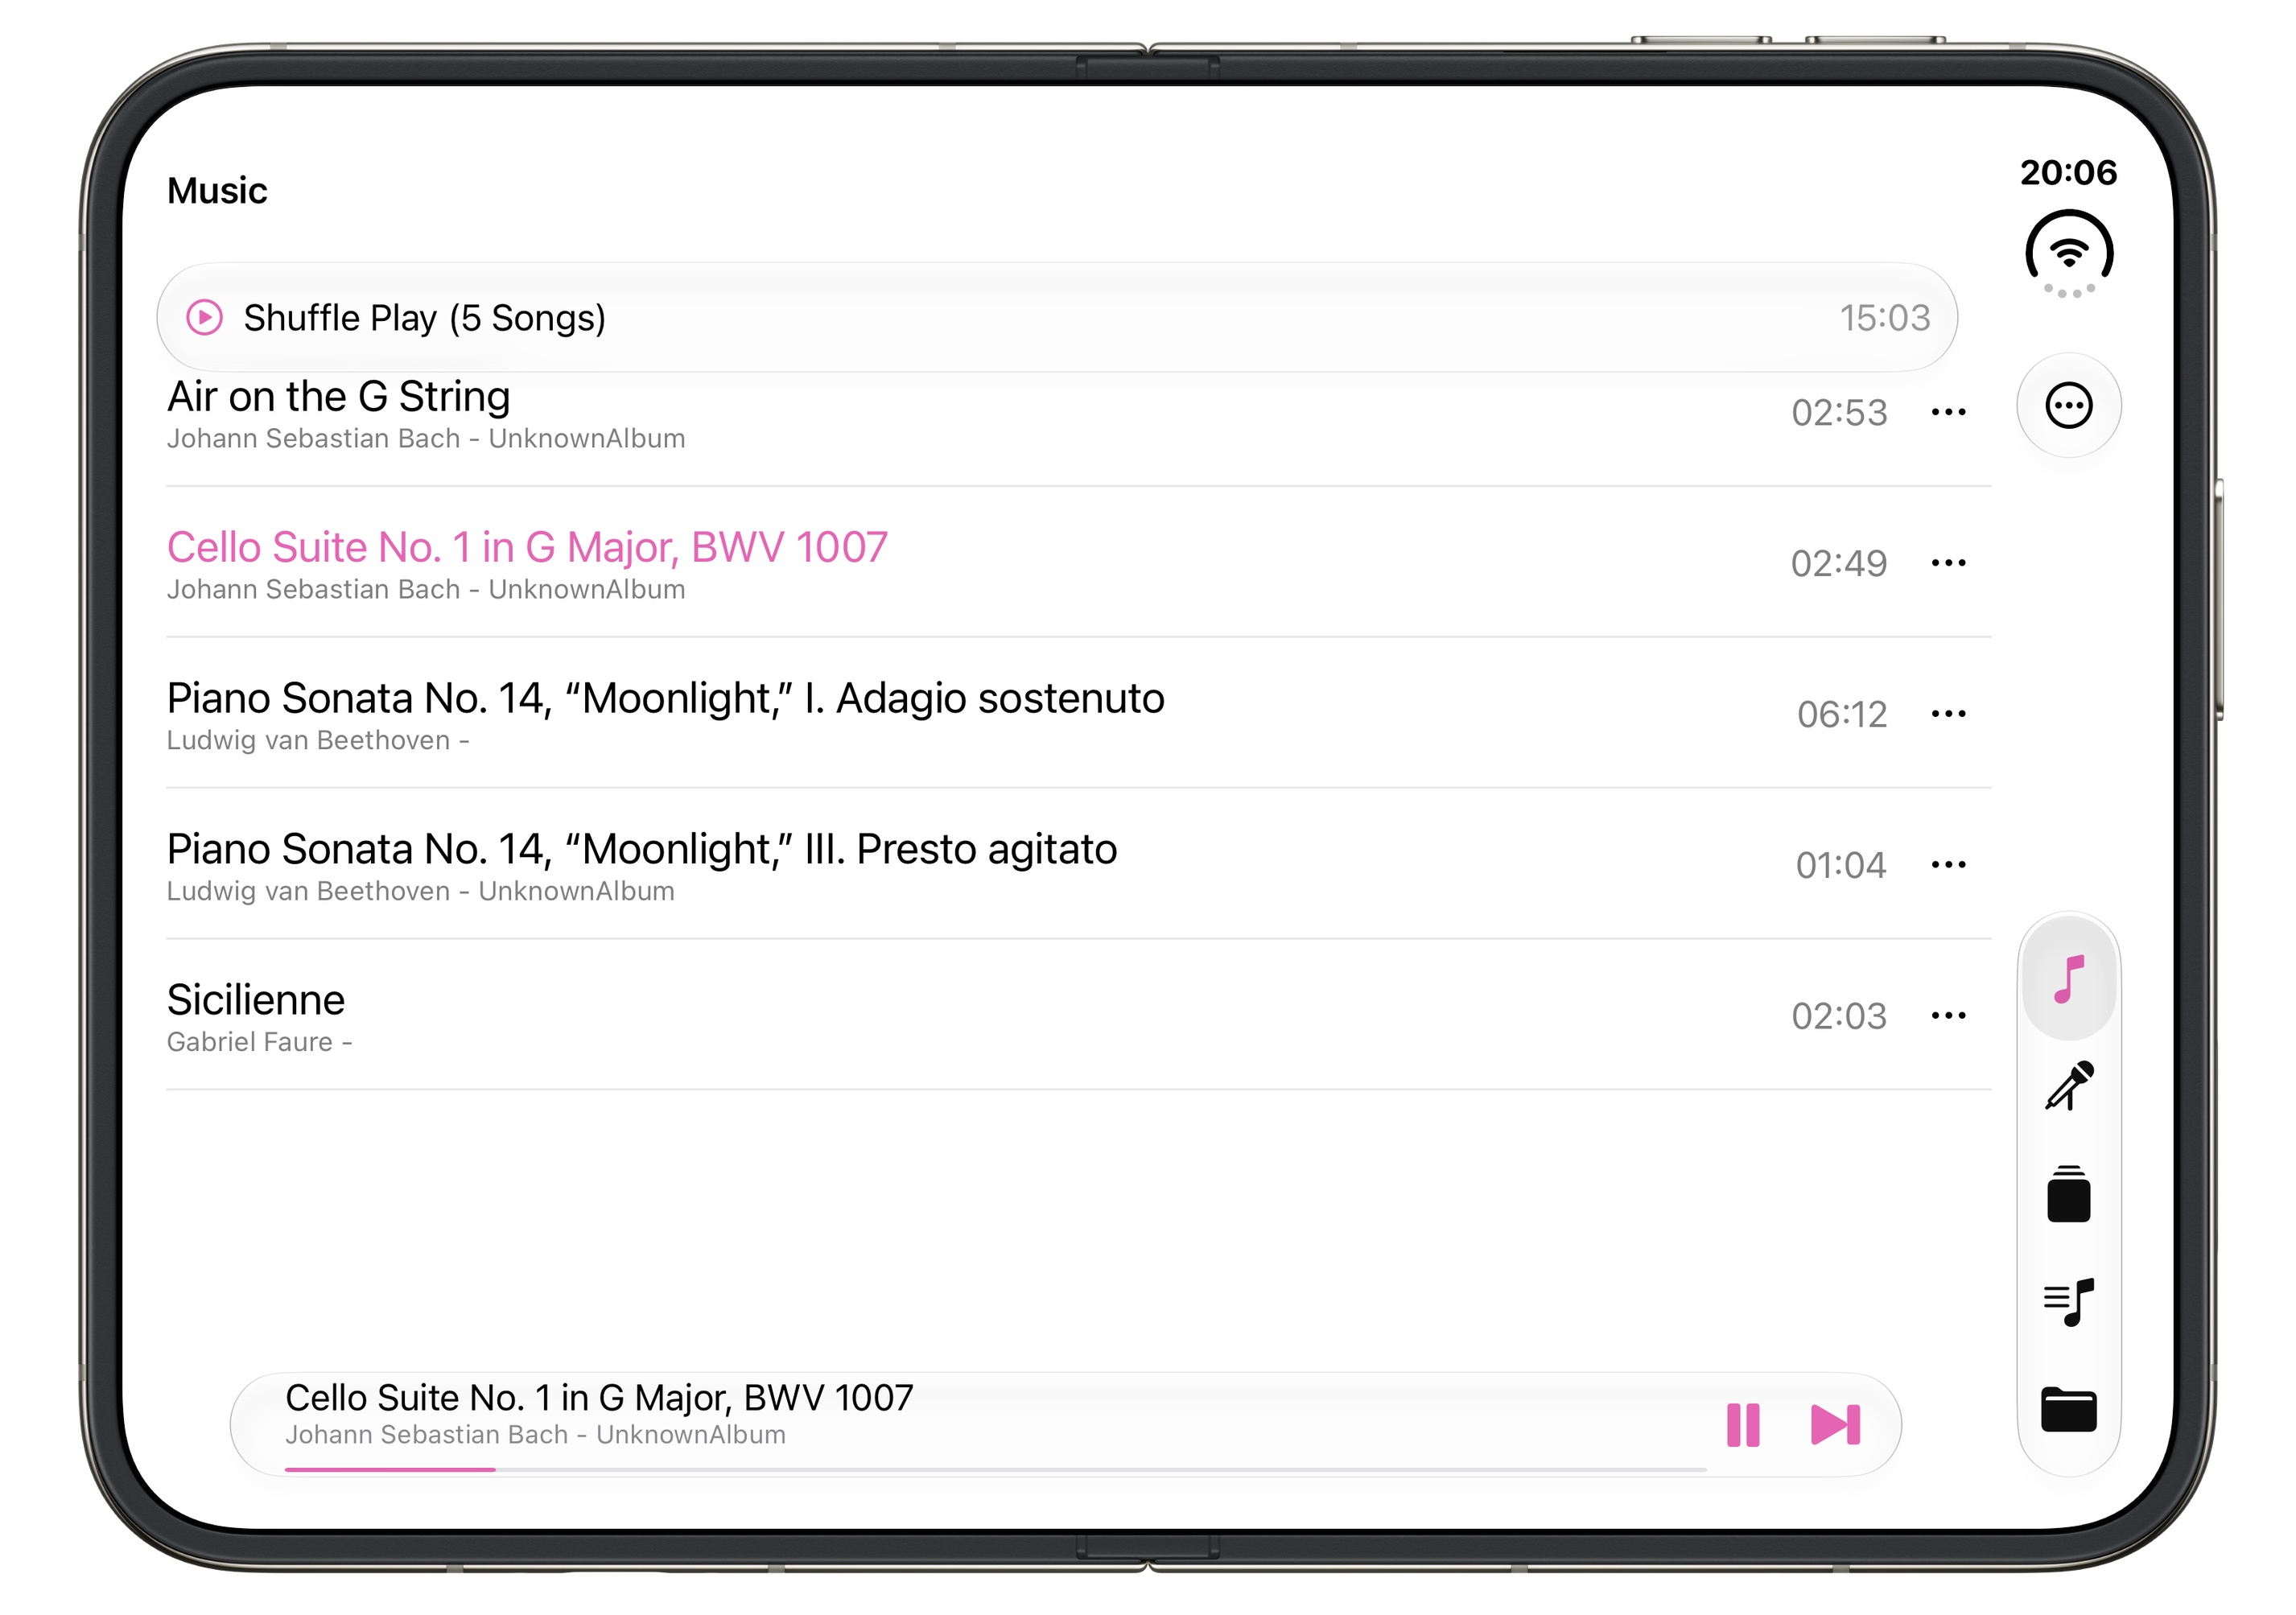 Music
20:06
Shuffle Play (5 Songs)
15:03
Air on the G String
Johann Sebastian Bach - UnknownAlbum
02:53
Cello Suite No. 1 in G Major, BWV 1007
Johann Sebastian Bach - UnknownAlbum
02:49
Piano Sonata No. 14, “Moonlight,” I. Adagio sostenuto
Ludwig van Beethoven -
06:12
Piano Sonata No. 14, “Moonlight,” III. Presto agitato
Ludwig van Beethoven - UnknownAlbum
01:04
Sicilienne
Gabriel Faure -
02:03
Cello Suite No. 1 in G Major, BWV 1007
Johann Sebastian Bach - UnknownAlbum